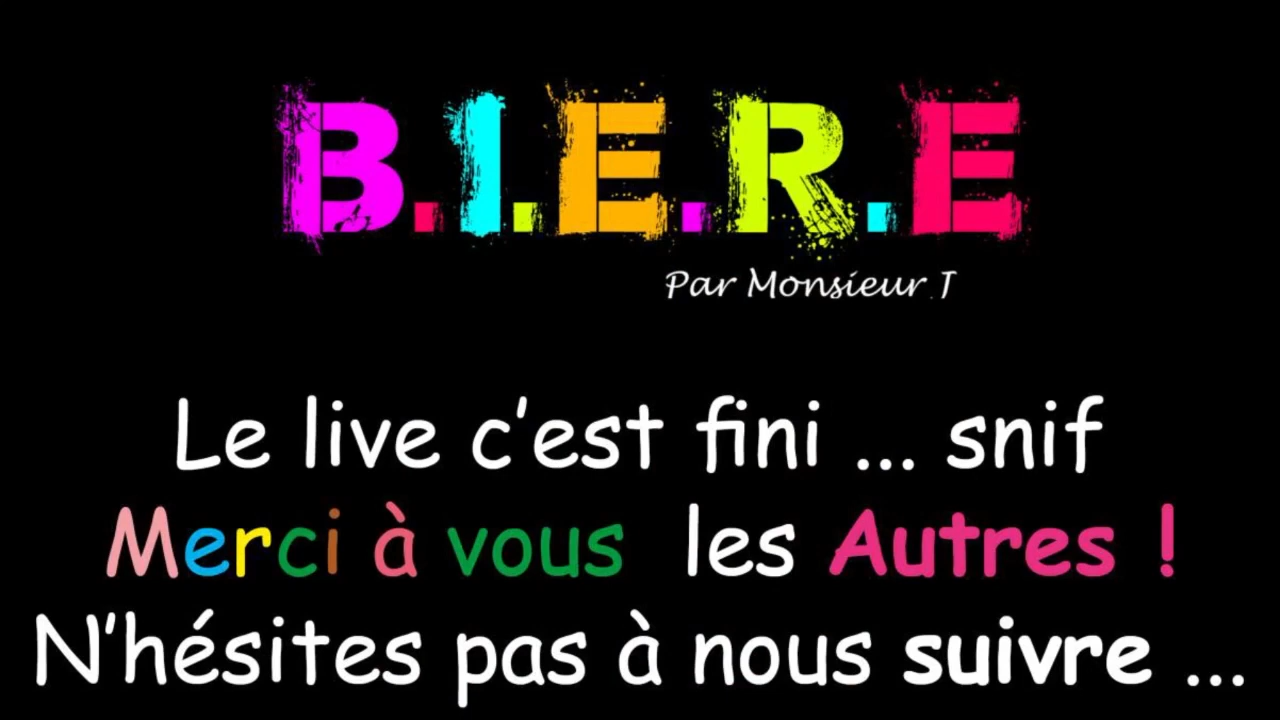 B.I.E.R.E
Par Monsieur J
Le live c'est fini ... snif
Merci à vous les Autres !
N'hésites pas à nous suivre ...